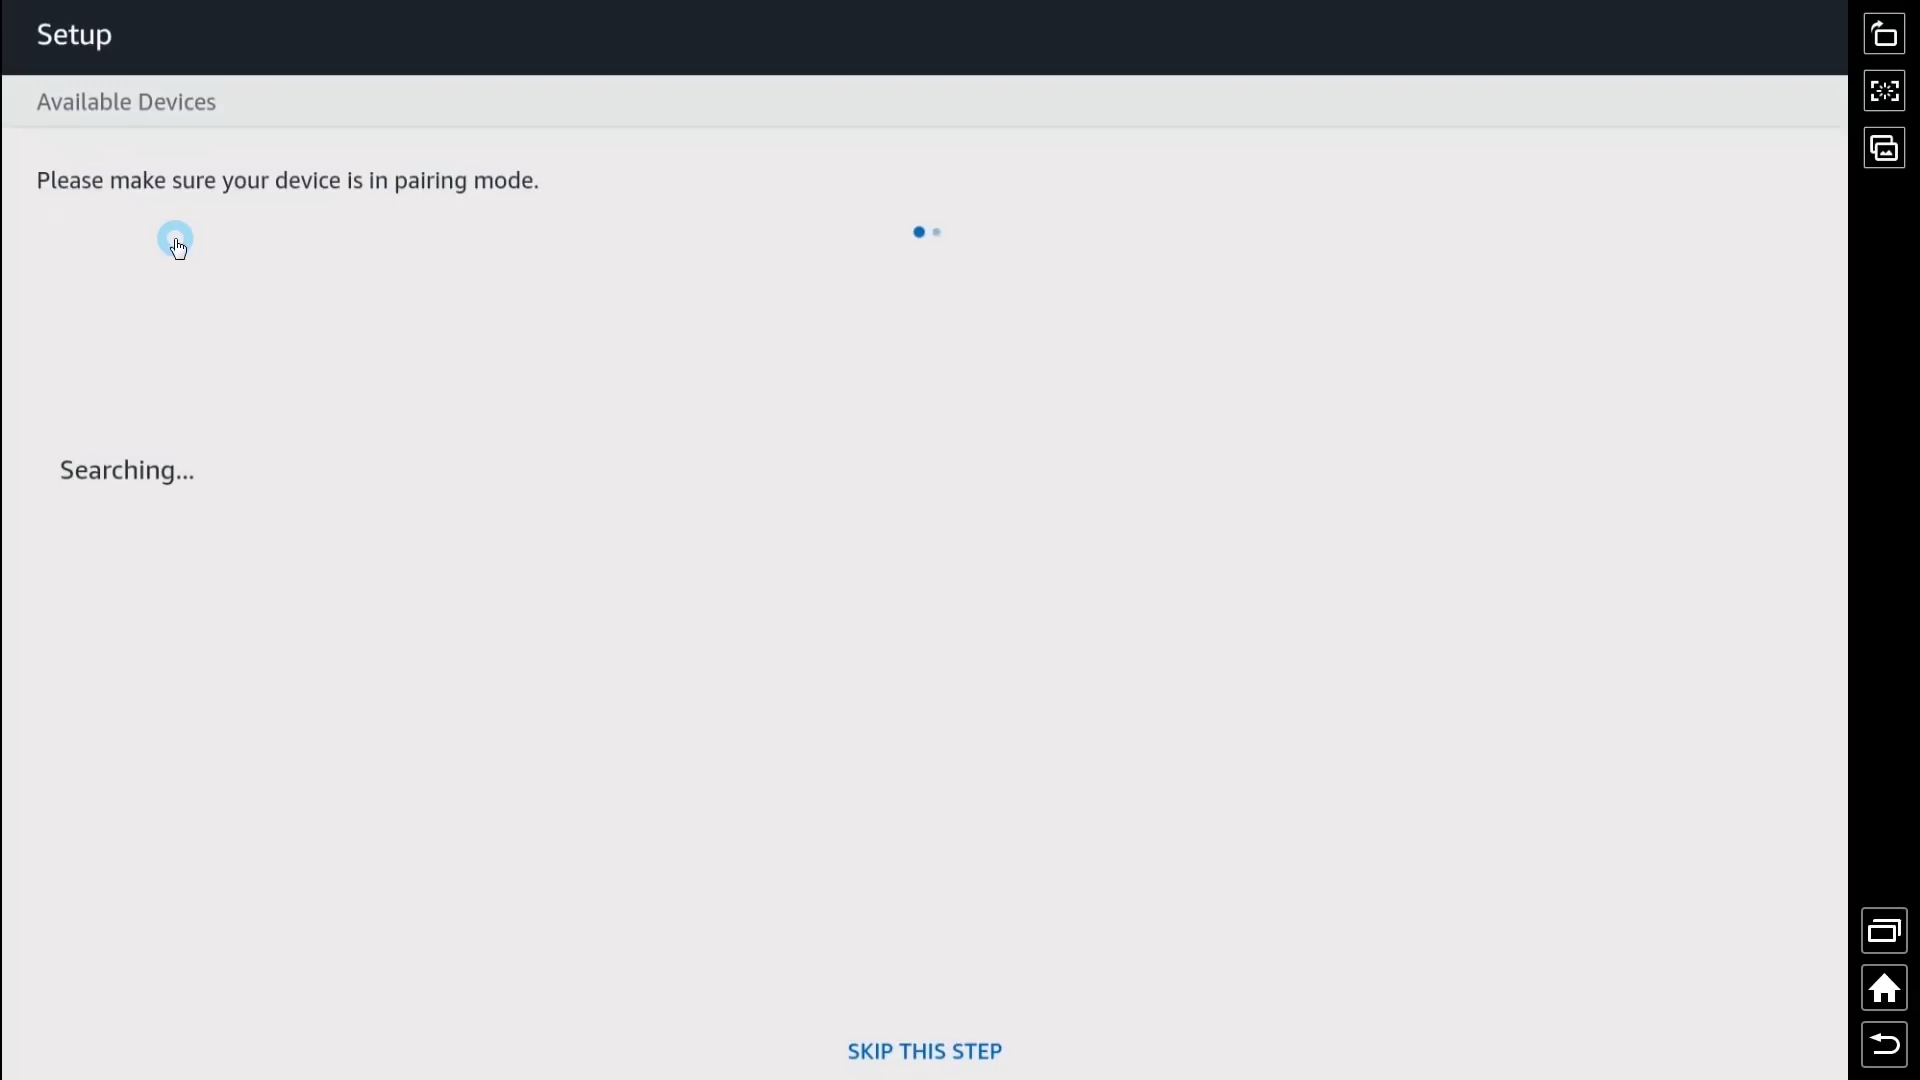 Setup
Available Devices
Please make sure your device is in pairing mode.
Searching...
SKIP THIS STEP